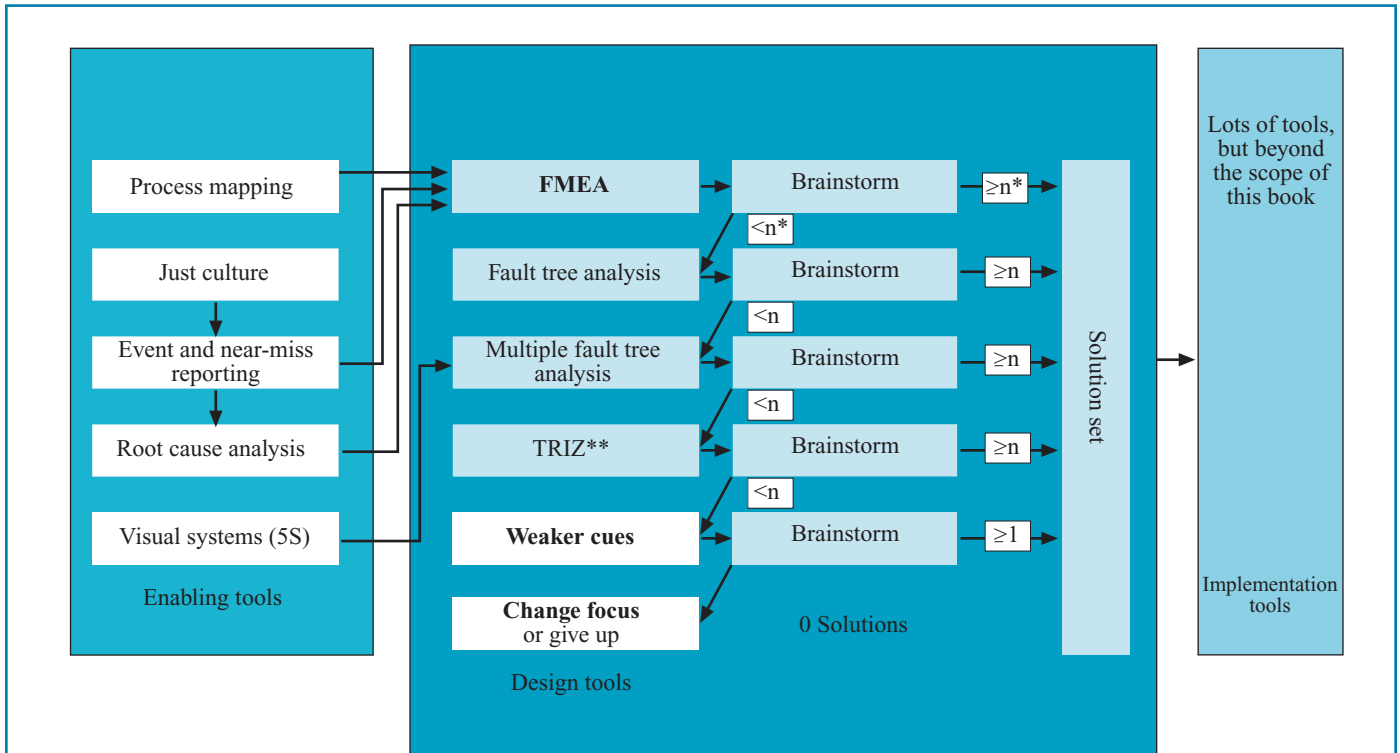 Process mapping
Just culture
Event and near-miss
reporting
Root cause analysis
Visual systems (5S)
Enabling tools
FMEA
Brainstorm
≥n*
<n*
Fault tree analysis
Brainstorm
≥n
<n
Multiple fault tree
analysis
Brainstorm
≥n
<n
TRIZ**
Brainstorm
≥n
<n
Weaker cues
Brainstorm
≥1
Change focus
or give up
0 Solutions
Design tools
Solution set
Lots of tools,
but beyond
the scope of
this book
Implementation
tools